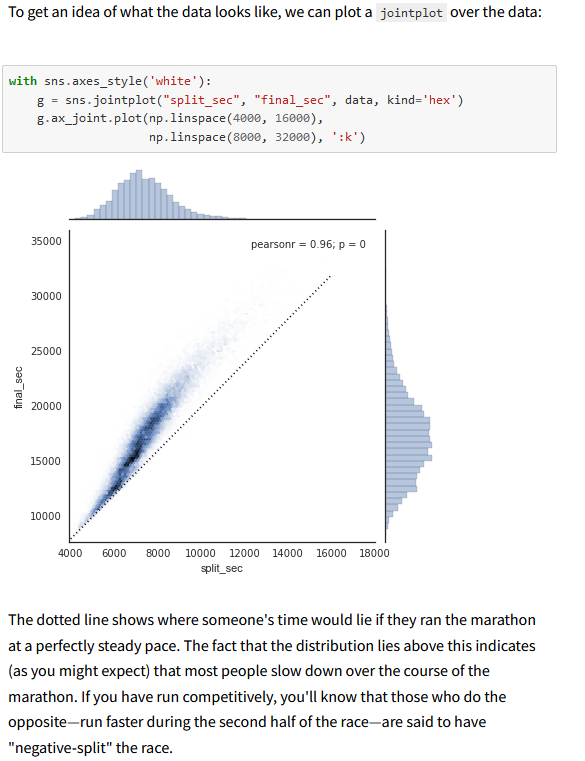 To get an idea of what the data looks like, we can plot a jointplot over the data:
with sns.axes_style('white'):
    g = sns.jointplot("split_sec", "final_sec", data, kind='hex')
    g.ax_joint.plot(np.linspace(4000, 16000),
                    np.linspace(8000, 32000), ':k')
pearsonr = 0.96; p = 0
35000
30000
25000
20000
15000
10000
final_sec
4000 6000 8000 10000 12000 14000 16000 18000
split_sec
The dotted line shows where someone's time would lie if they ran the marathon
at a perfectly steady pace. The fact that the distribution lies above this indicates
(as you might expect) that most people slow down over the course of the
marathon. If you have run competitively, you'll know that those who do the
opposite—run faster during the second half of the race—are said to have
"negative-split" the race.